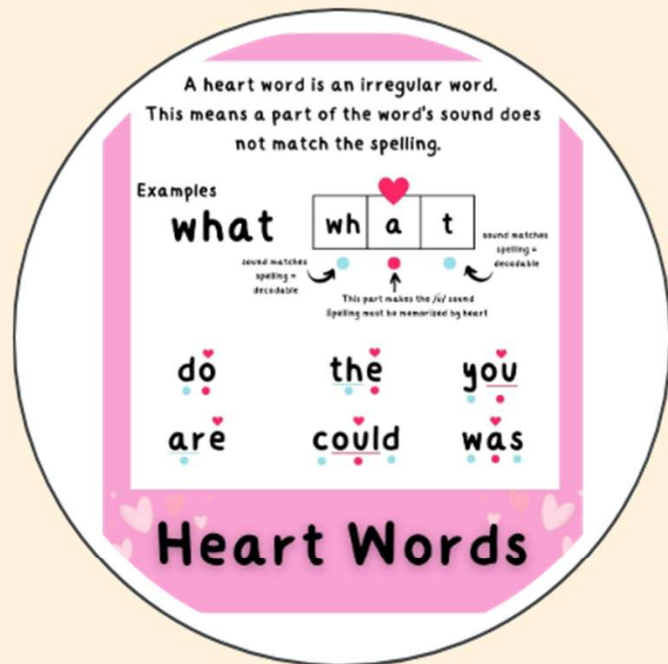 A heart word is an irregular word.
This means a part of the word's sound does
not match the spelling.
Examples
what
wh a t
sound matches
spelling =
decodable
sound matches
spelling =
decodable
This part makes the /ŭ/ sound
Spelling must be memorized by heart
do the you
are could was
Heart Words